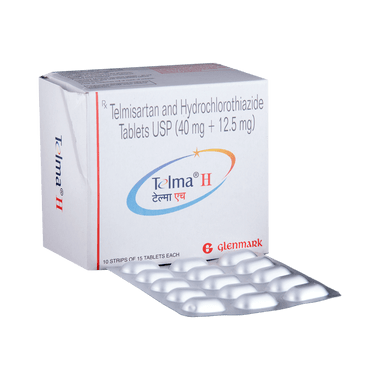 Rx Telmisartan and Hydrochlorothiazide
Tablets USP (40 mg + 12.5 mg)
Telma® H
टेल्मा एच
Telma® H
GLENMARK
10 STRIPS OF 15 TABLETS EACH